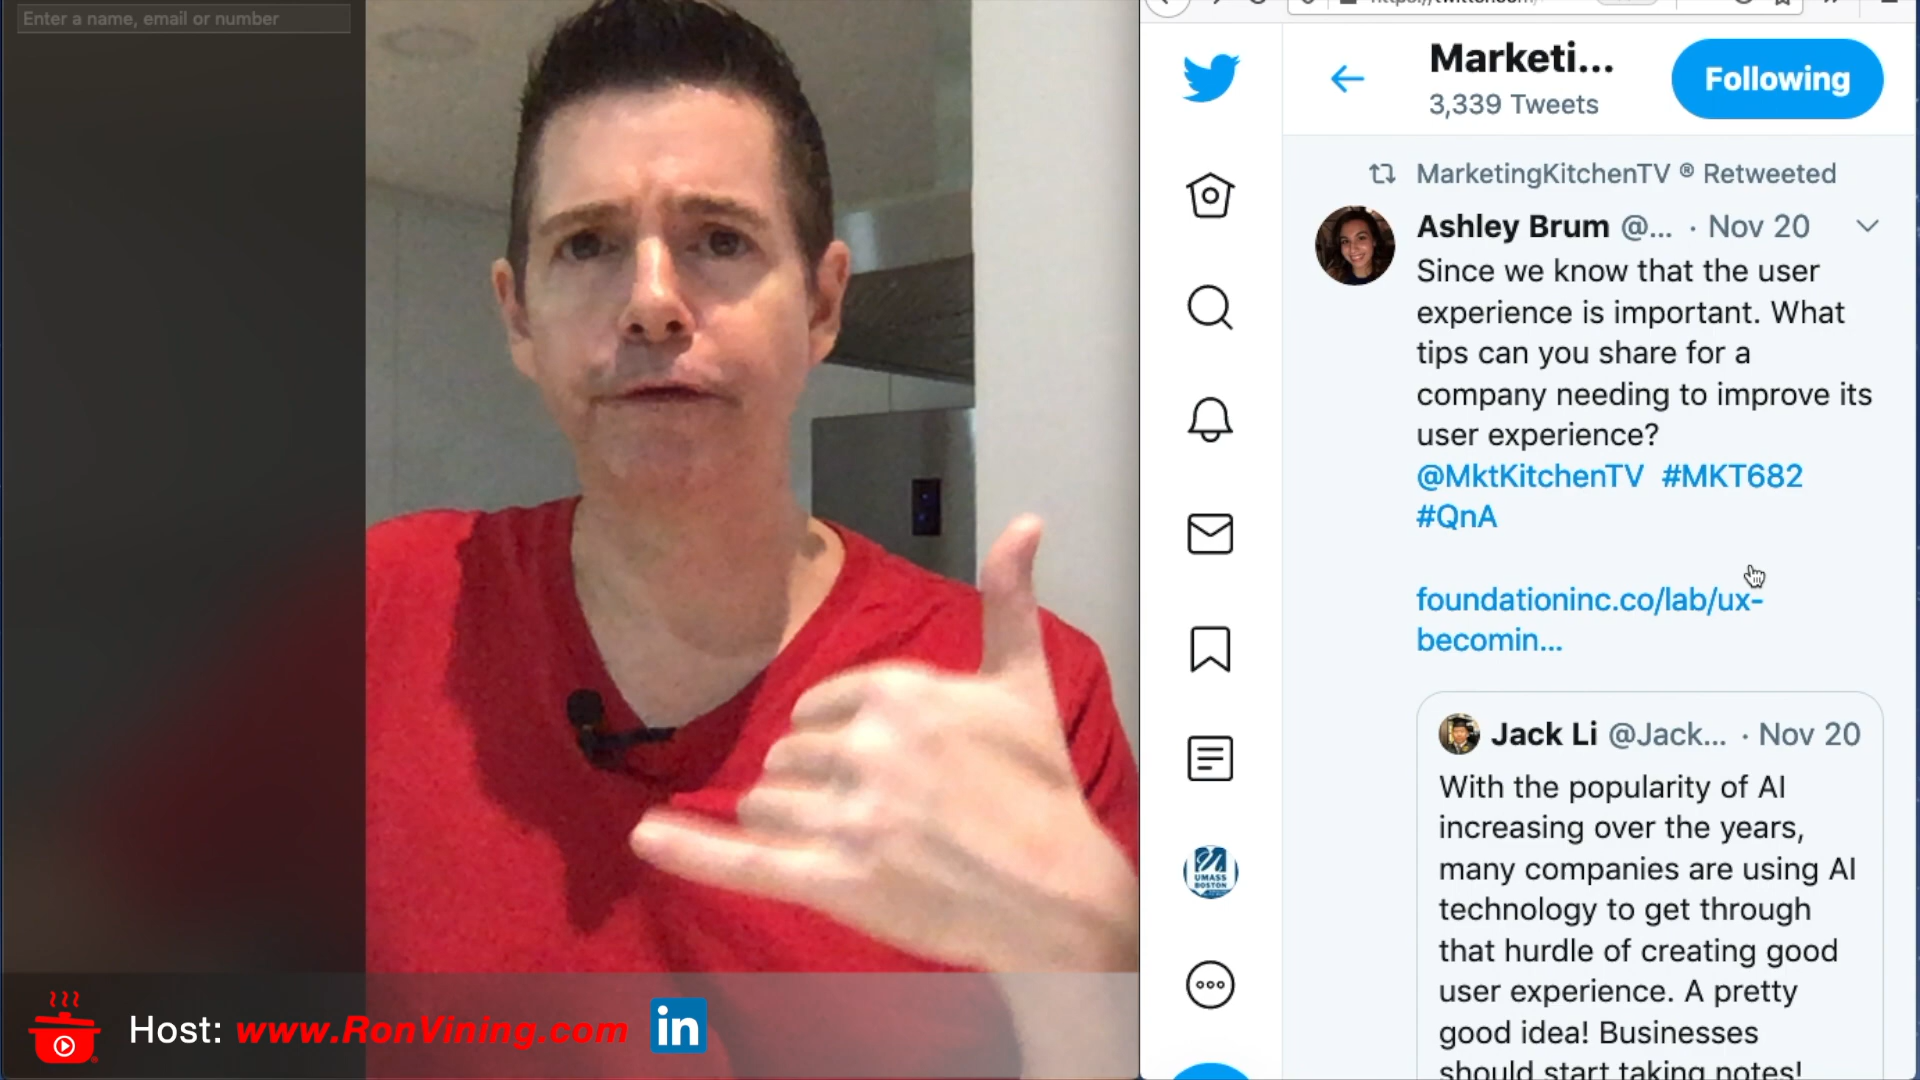 Enter a name, email or number
Marketi...
3,339 Tweets
Following
MarketingKitchenTV ® Retweeted
Ashley Brum @... · Nov 20
Since we know that the user
experience is important. What
tips can you share for a
company needing to improve its
user experience?
@MktKitchenTV #MKT682
#QnA
foundationinc.co/lab/ux-
becomin...
Jack Li @Jack... · Nov 20
With the popularity of AI
increasing over the years,
many companies are using AI
technology to get through
that hurdle of creating good
user experience. A pretty
good idea! Businesses
should start taking notes!
UMASS
BOSTON
Host: www.RonVining.com in